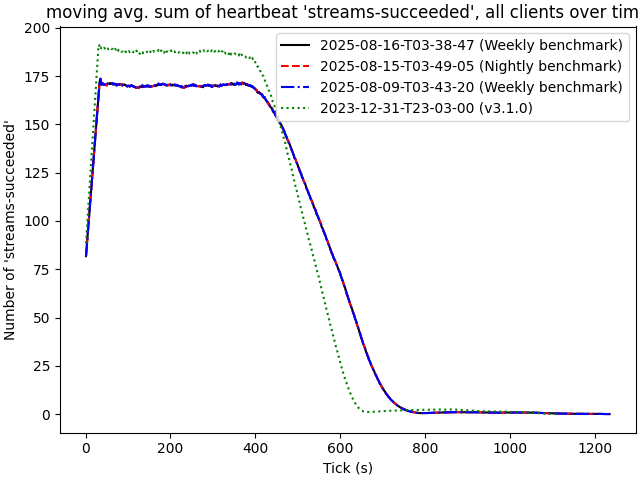 moving avg. sum of heartbeat 'streams-succeeded', all clients over tim
200
175
150
125
100
75
50
25
0
Number of 'streams-succeeded'
2025-08-16-T03-38-47 (Weekly benchmark)
2025-08-15-T03-49-05 (Nightly benchmark)
2025-08-09-T03-43-20 (Weekly benchmark)
2023-12-31-T23-03-00 (v3.1.0)
0 200 400 600 800 1000 1200
Tick (s)